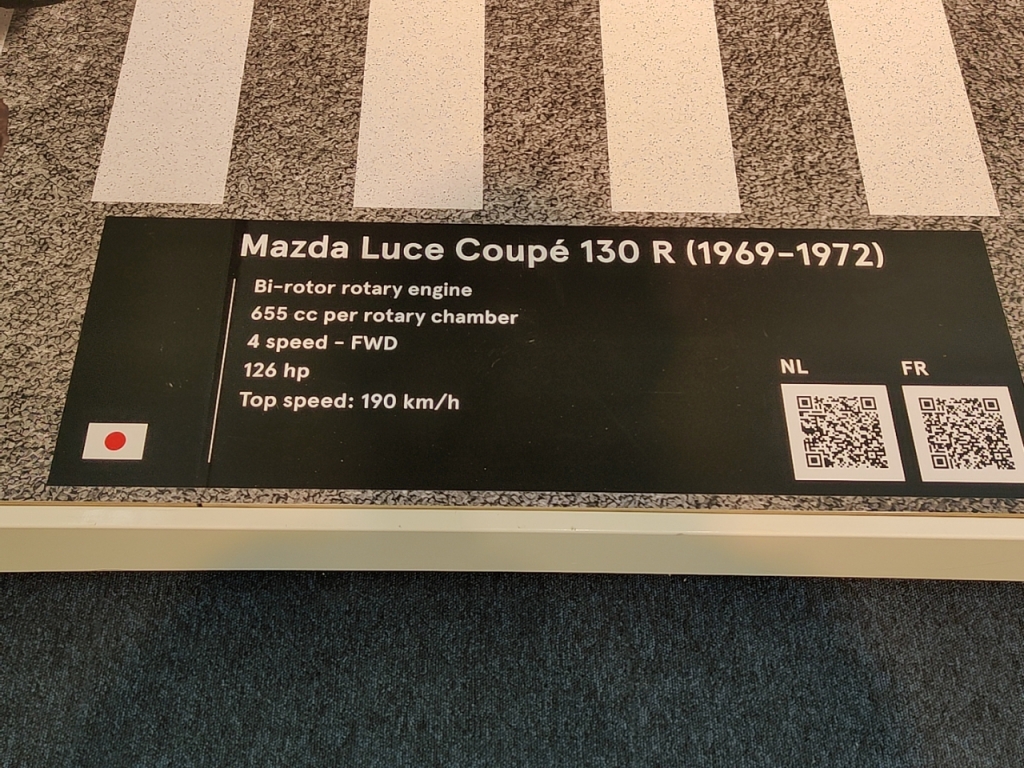 Mazda Luce Coupé 130 R (1969-1972)
Bi-rotor rotary engine
655 cc per rotary chamber
4 speed - FWD
126 hp
Top speed: 190 km/h
NL
FR